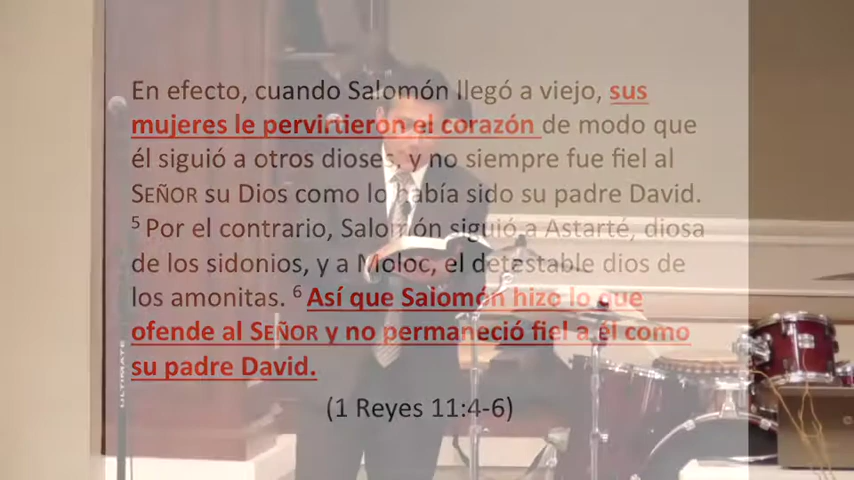 En efecto, cuando Salomón llegó a viejo, sus
mujeres le pervirtieron el corazón de modo que
él siguió a otros dioses, y no siempre fue fiel al
SEÑOR su Dios como lo había sido su padre David.
5 Por el contrario, Salomón siguió a Astarté, diosa
de los sidonios, y a Moloc, el detestable dios de
los amonitas. 6 Así que Salomón hizo lo que
ofende al SEÑOR y no permaneció fiel a él como
su padre David.
(1 Reyes 11:4-6)
ULTIMATE